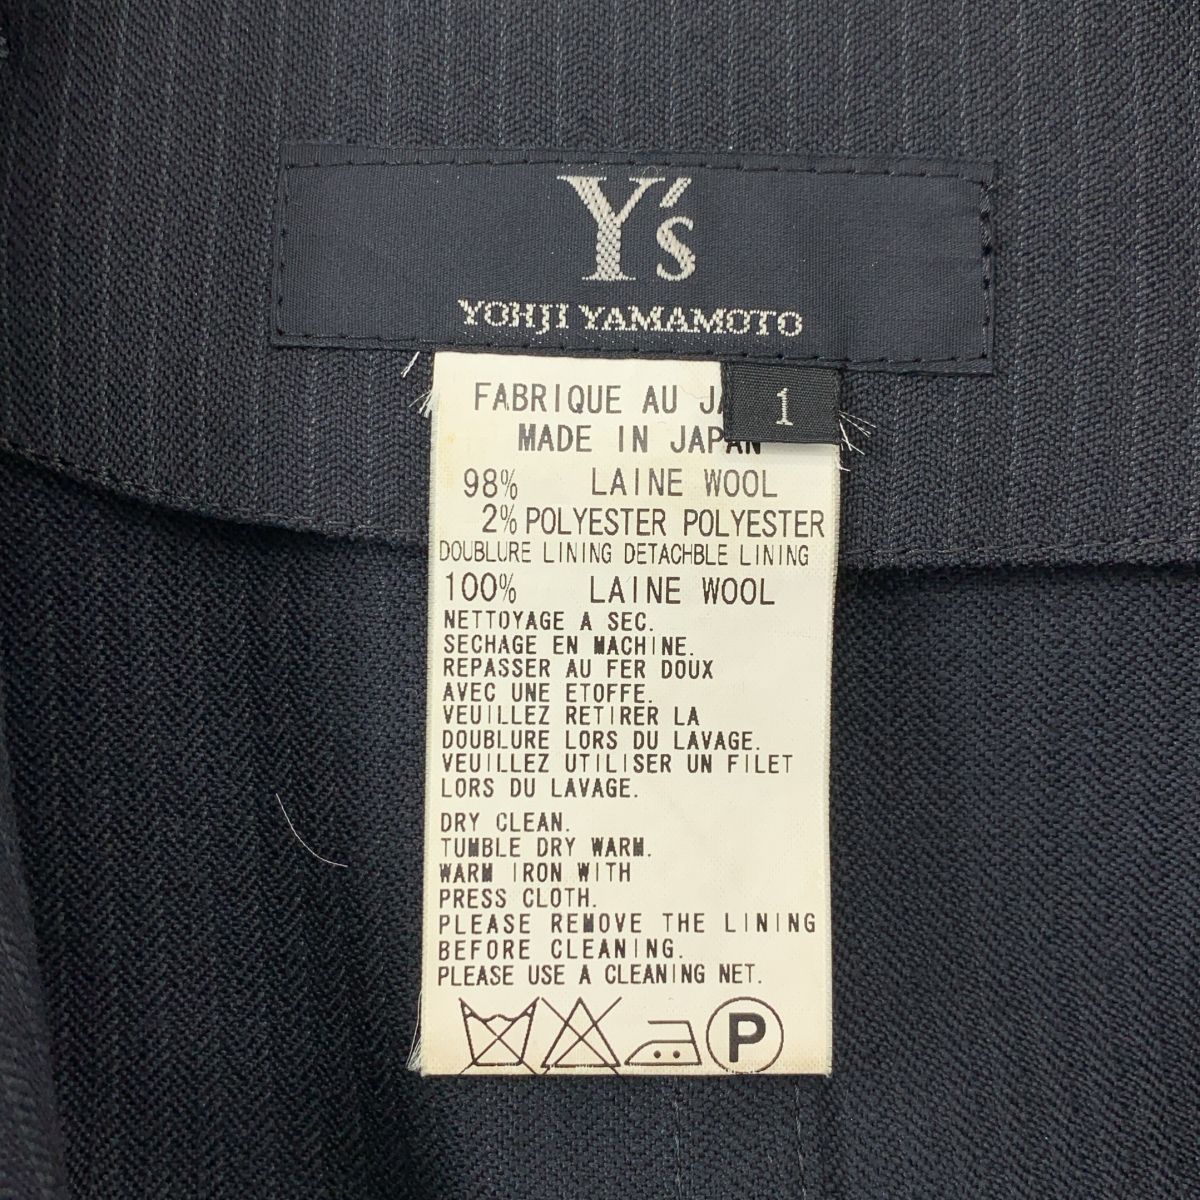 Y's
YOHJI YAMAMOTO
1
FABRIQUE AU
MADE IN JAPAN
98% LAINE WOOL
2% POLYESTER POLYESTER
DOUBLURE LINING DETACHBLE LINING
100% LAINE WOOL
NETTOYAGE A SEC.
SECHAGE EN MACHINE.
REPASSER AU FER DOUX
AVEC UNE ETOFFE.
VEUILLEZ RETIRER LA
DOUBLURE LORS DU LAVAGE.
VEUILLEZ UTILISER UN FILET
LORS DU LAVAGE.
DRY CLEAN.
TUMBLE DRY WARM.
WARM IRON WITH
PRESS CLOTH.
PLEASE REMOVE THE LINING
BEFORE CLEANING.
PLEASE USE A CLEANING NET.
P